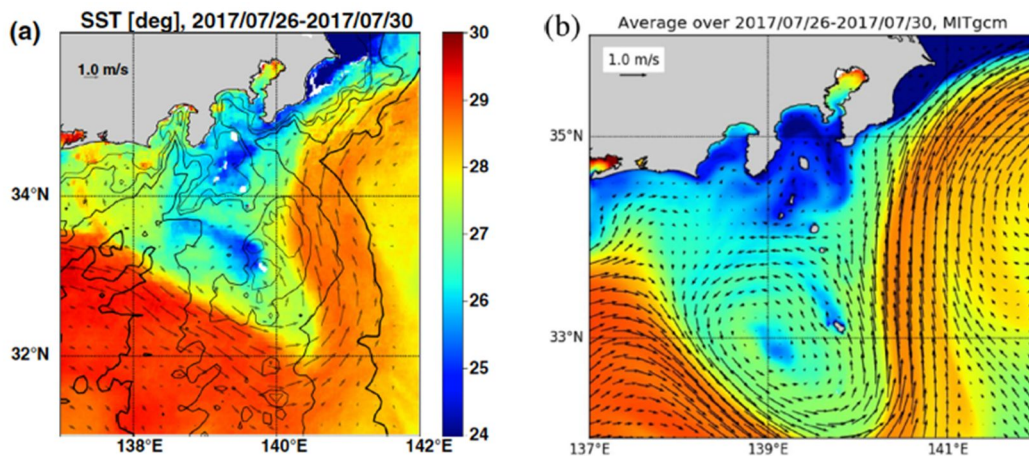 (a)
SST [deg], 2017/07/26-2017/07/30
1.0 m/s
34°N
32°N
138°E
140°E
142°E
30
29
28
27
26
25
24
(b)
Average over 2017/07/26-2017/07/30, MITgcm
1.0 m/s
35°N
33°N
137°E
139°E
141°E